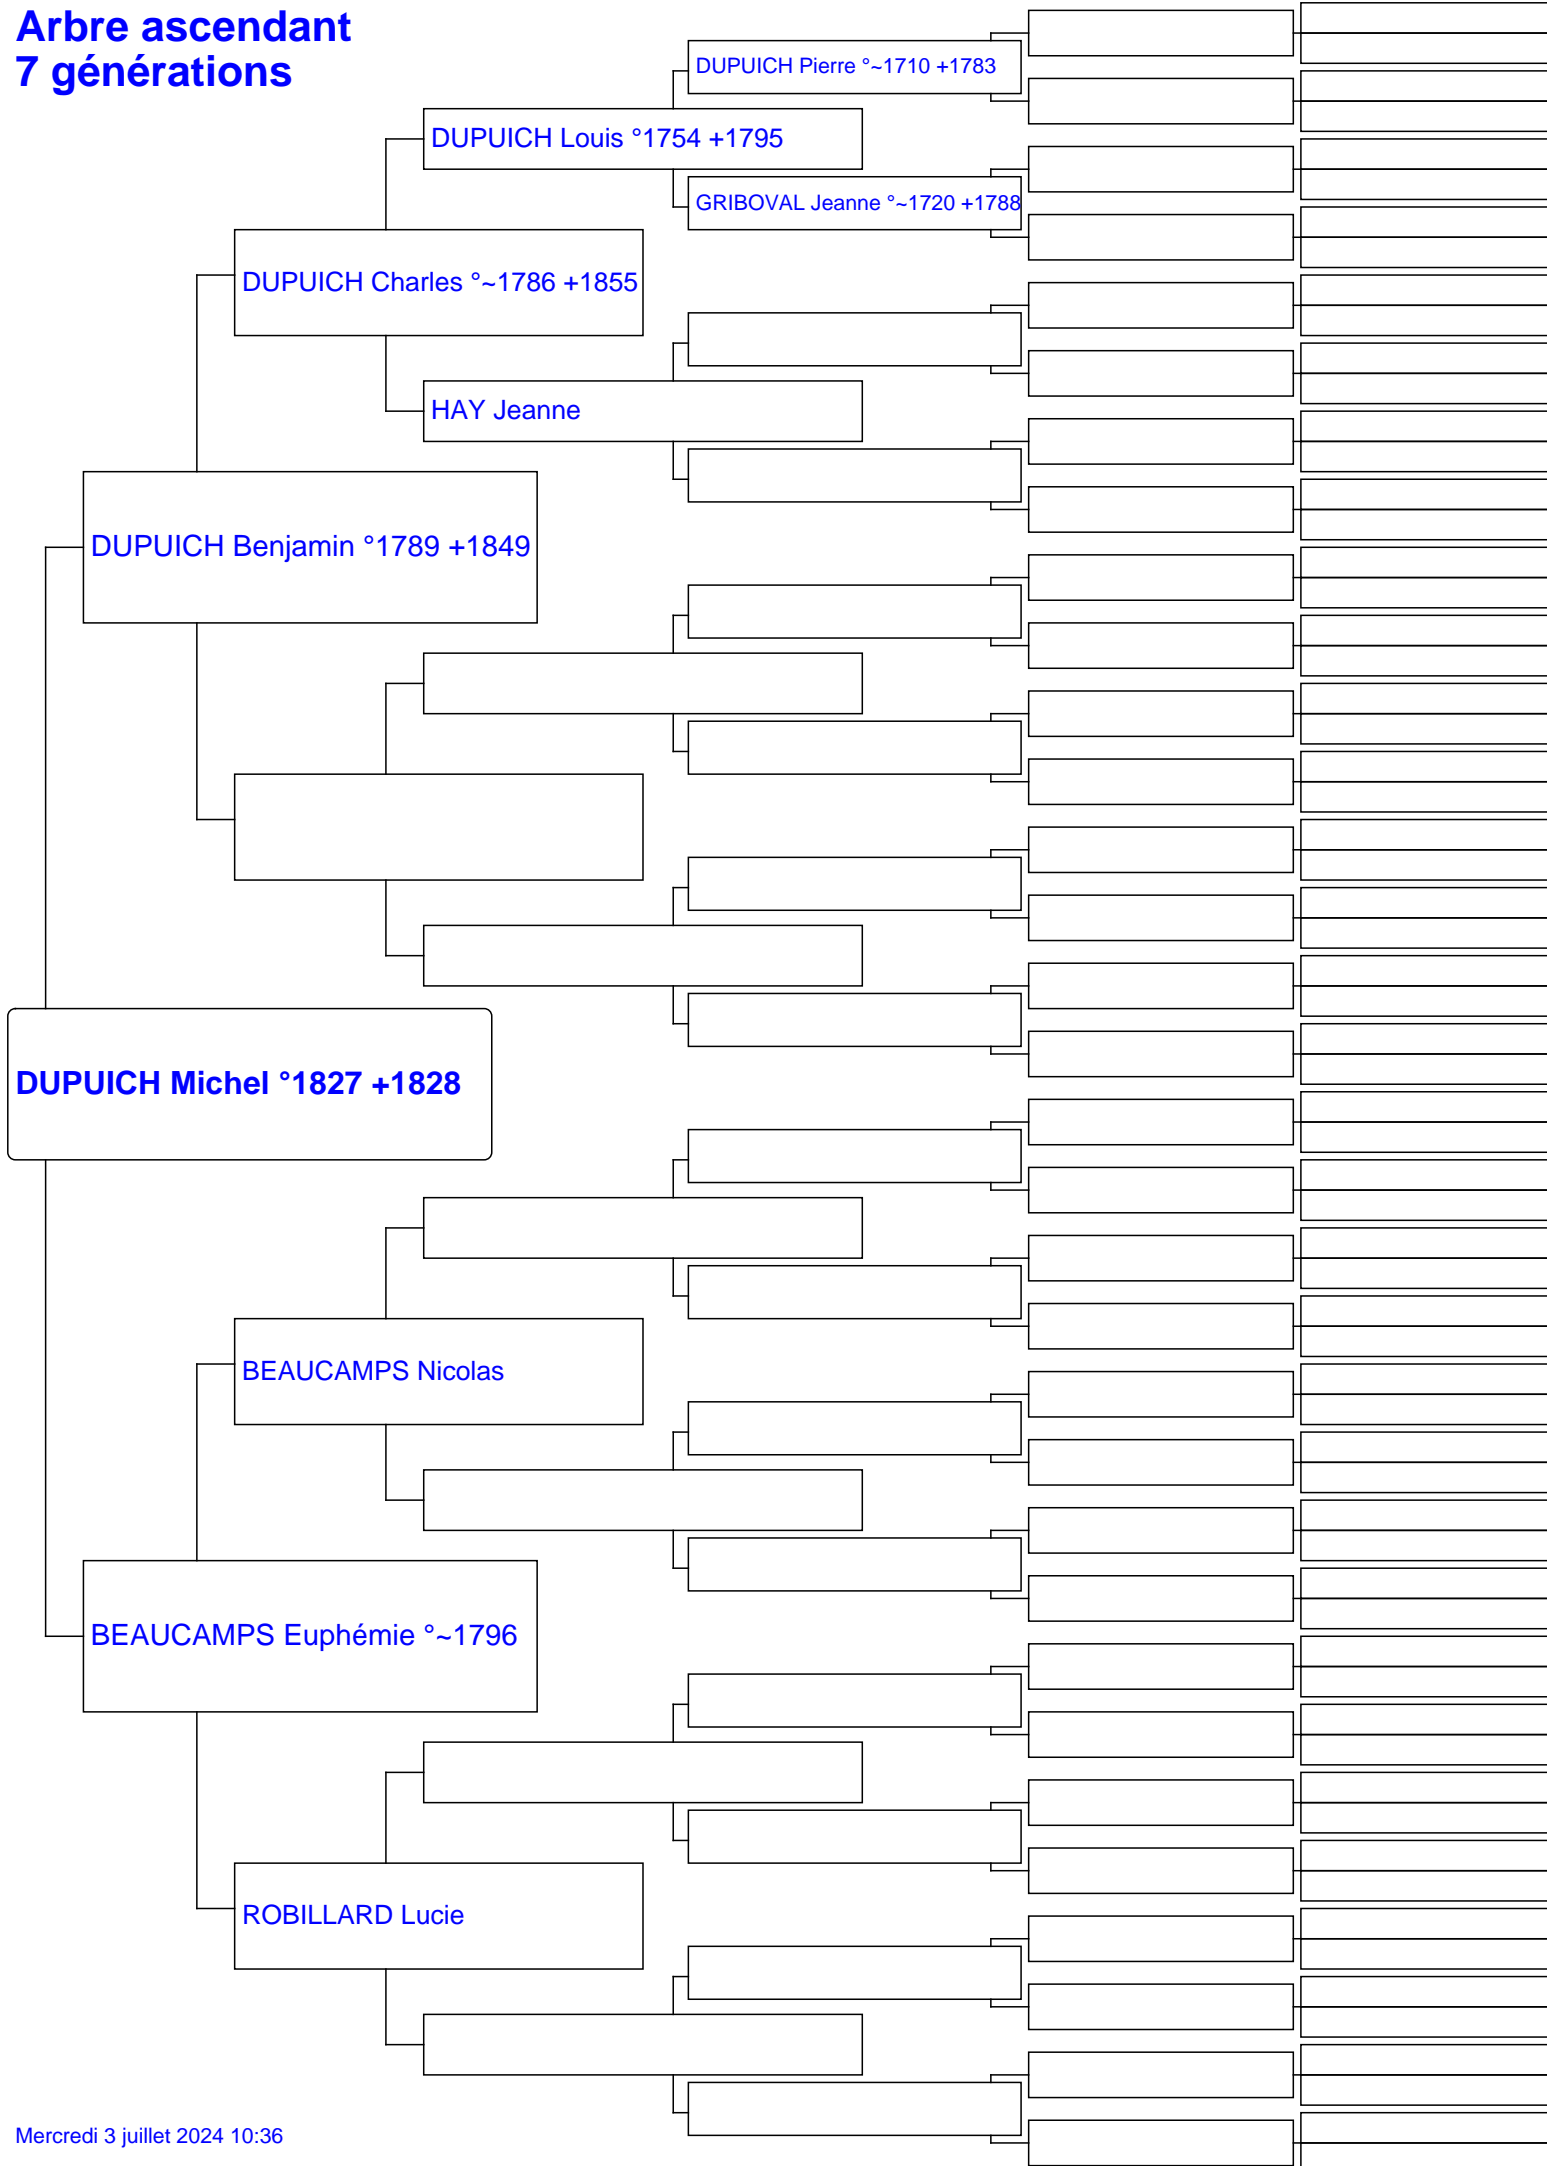 Arbre ascendant
7 générations
DUPUICH Pierre °~1710 +1783
DUPUICH Louis °1754 +1795
GRIBOVAL Jeanne °~1720 +1788
DUPUICH Charles °~1786 +1855
HAY Jeanne
DUPUICH Benjamin °1789 +1849
DUPUICH Michel °1827 +1828
BEAUCAMPS Nicolas
BEAUCAMPS Euphémie °~1796
ROBILLARD Lucie
Mercredi 3 juillet 2024 10:36